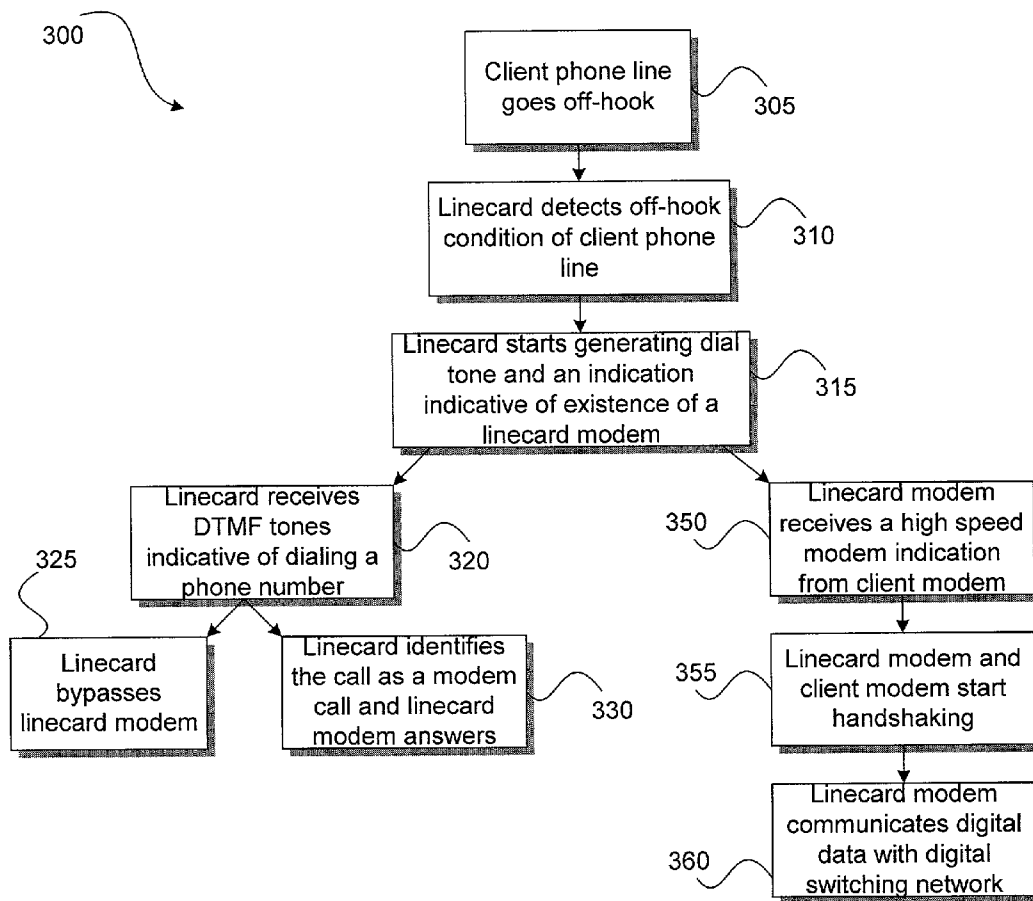 300
Client phone line
goes off-hook
305
Linecard detects off-hook
condition of client phone
line
310
Linecard starts generating dial
tone and an indication
indicative of existence of a
linecard modem
315
Linecard receives
DTMF tones
indicative of dialing a
phone number
320
325
Linecard
bypasses
linecard modem
Linecard identifies
the call as a modem
call and linecard
modem answers
330
350
Linecard modem
receives a high speed
modem indication
from client modem
355
Linecard modem and
client modem start
handshaking
360
Linecard modem
communicates digital
data with digital
switching network